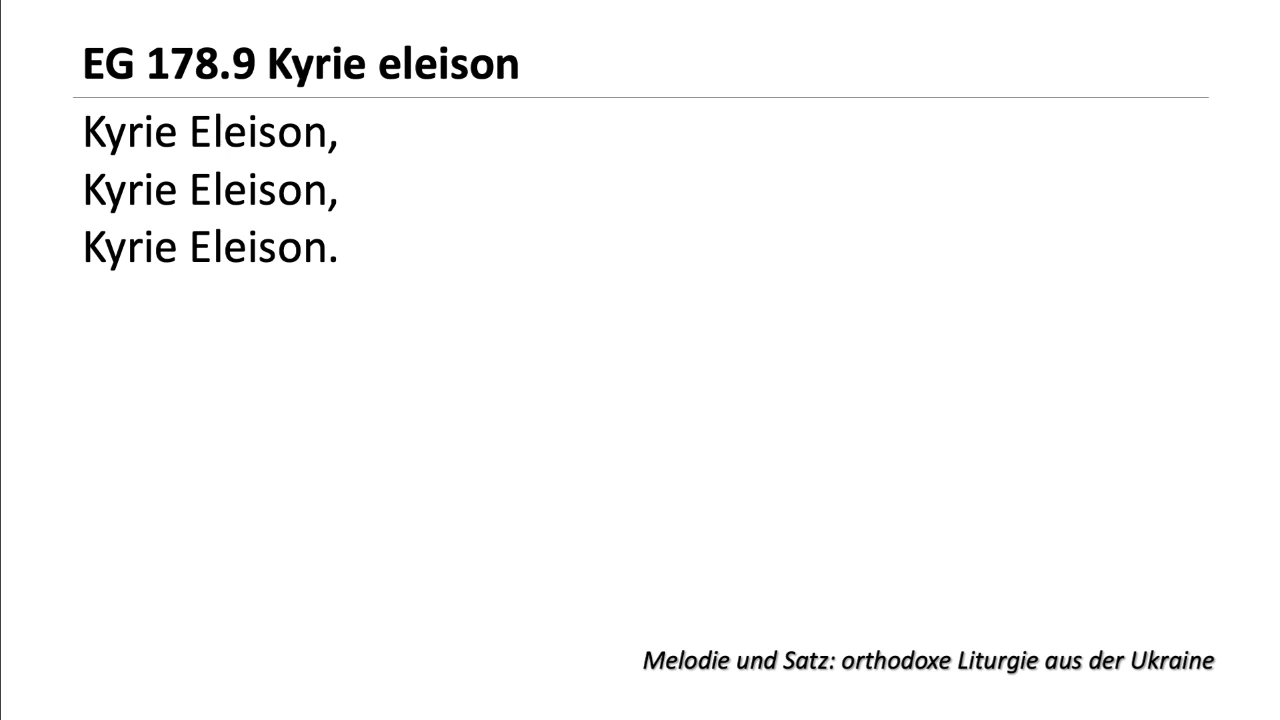 EG 178.9 Kyrie eleison
Kyrie Eleison,
Kyrie Eleison,
Kyrie Eleison.
Melodie und Satz: orthodoxe Liturgie aus der Ukraine